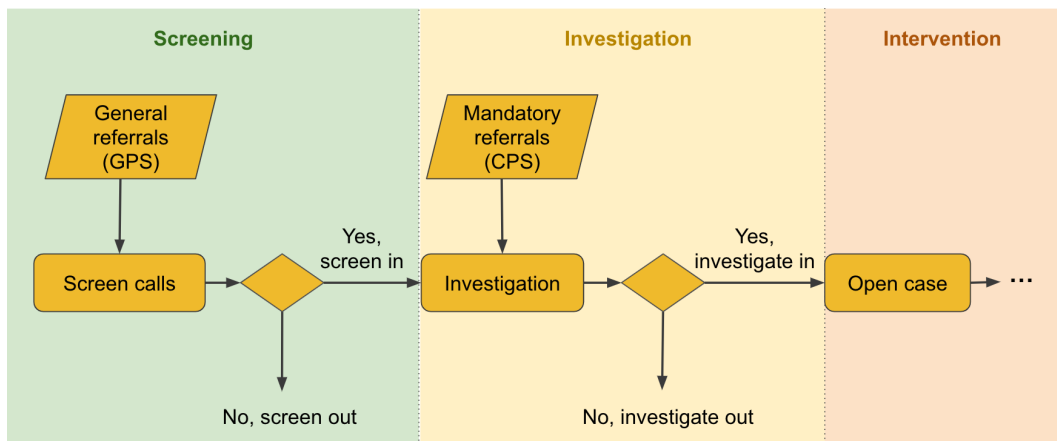 Screening
Investigation
Intervention
General
referrals
(GPS)
Mandatory
referrals
(CPS)
Screen calls
Yes,
screen in
Investigation
Yes,
investigate in
Open case
...
No, screen out
No, investigate out